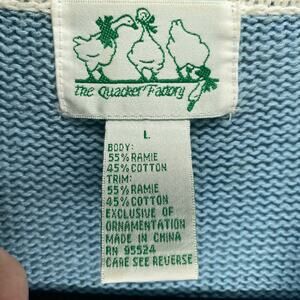 the Quacker Factory
L
BODY:
55% RAMIE
45% COTTON
TRIM:
55% RAMIE
45% COTTON
EXCLUSIVE OF
ORNAMENTATION
MADE IN CHINA
RN 95524
CARE SEE REVERSE